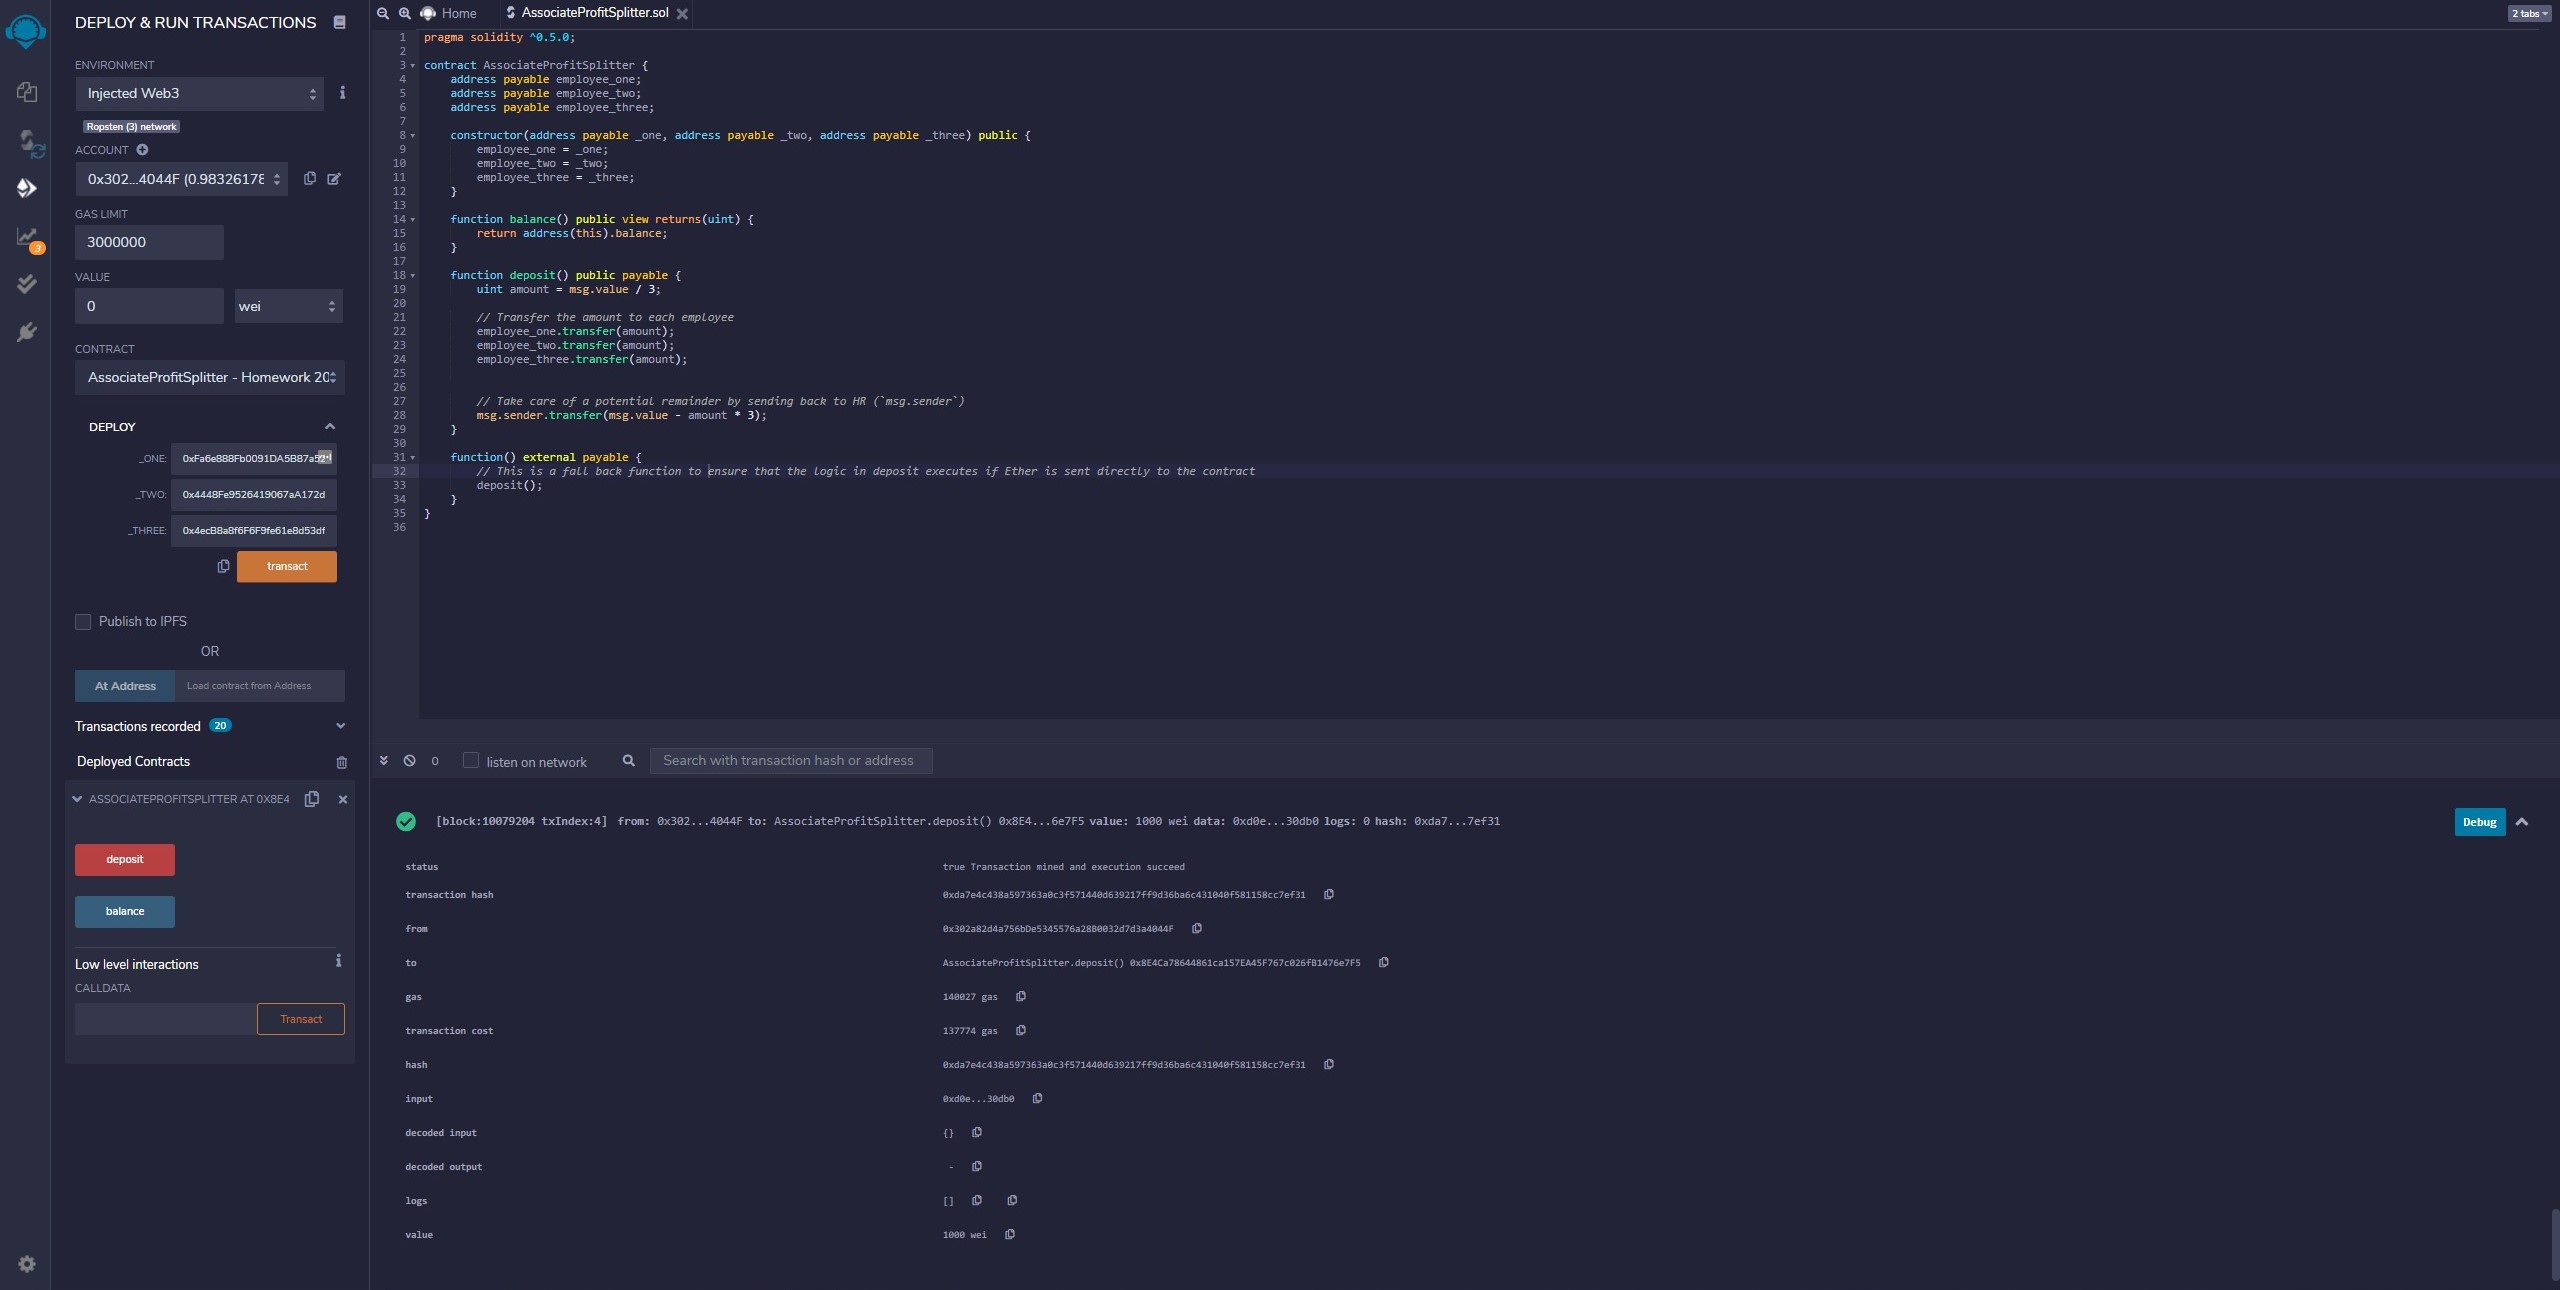 DEPLOY & RUN TRANSACTIONS
ENVIRONMENT
Injected Web3
Ropsten (3) network
ACCOUNT
0x302...4044F (0.98326178
GAS LIMIT
3000000
VALUE
0
wei
CONTRACT
AssociateProfitSplitter - Homework 20
DEPLOY
_ONE:
0xFa6e888Fb0091DA5B87a52
_TWO:
0x4448Fe9526419067aA172d
_THREE:
0x4ecB8a8f6F6F9fe61e8d53df
transact
Publish to IPFS
OR
At Address
Load contract from Address
Transactions recorded 20
Deployed Contracts
ASSOCIATEPROFITSPLITTER AT 0X8E4
deposit
balance
Low level interactions
CALLDATA
Transact
3
Home
AssociateProfitSplitter.sol
2 tabs
1 pragma solidity ^0.5.0;
2
3 contract AssociateProfitSplitter {
4 address payable employee_one;
5 address payable employee_two;
6 address payable employee_three;
7
8 constructor(address payable _one, address payable _two, address payable _three) public {
9 employee_one = _one;
10 employee_two = _two;
11 employee_three = _three;
12 }
13
14 function balance() public view returns(uint) {
15 return address(this).balance;
16 }
17
18 function deposit() public payable {
19 uint amount = msg.value / 3;
20
21 // Transfer the amount to each employee
22 employee_one.transfer(amount);
23 employee_two.transfer(amount);
24 employee_three.transfer(amount);
25
26
27 // Take care of a potential remainder by sending back to HR (`msg.sender`)
28 msg.sender.transfer(msg.value - amount * 3);
29 }
30
31 function() external payable {
32 // This is a fall back function to ensure that the logic in deposit executes if Ether is sent directly to the contract
33 deposit();
34 }
35 }
36
0
listen on network
Search with transaction hash or address
[block:10079204 txIndex:4] from: 0x302...4044F to: AssociateProfitSplitter.deposit() 0x8E4...6e7F5 value: 1000 wei data: 0xd0e...30db0 logs: 0 hash: 0xda7...7ef31
Debug
status true Transaction mined and execution succeed
transaction hash 0xda7e4c438a597363a0c3f571440d639217ff9d36ba6c431040f581158cc7ef31
from 0x302a82d4a756bDe5345576a28B0032d7d3a4044F
to AssociateProfitSplitter.deposit() 0x8E4Ca78644861ca157EA45F767c026fB1476e7F5
gas 140027 gas
transaction cost 137774 gas
hash 0xda7e4c438a597363a0c3f571440d639217ff9d36ba6c431040f581158cc7ef31
input 0xd0e...30db0
decoded input {}
decoded output -
logs []
value 1000 wei